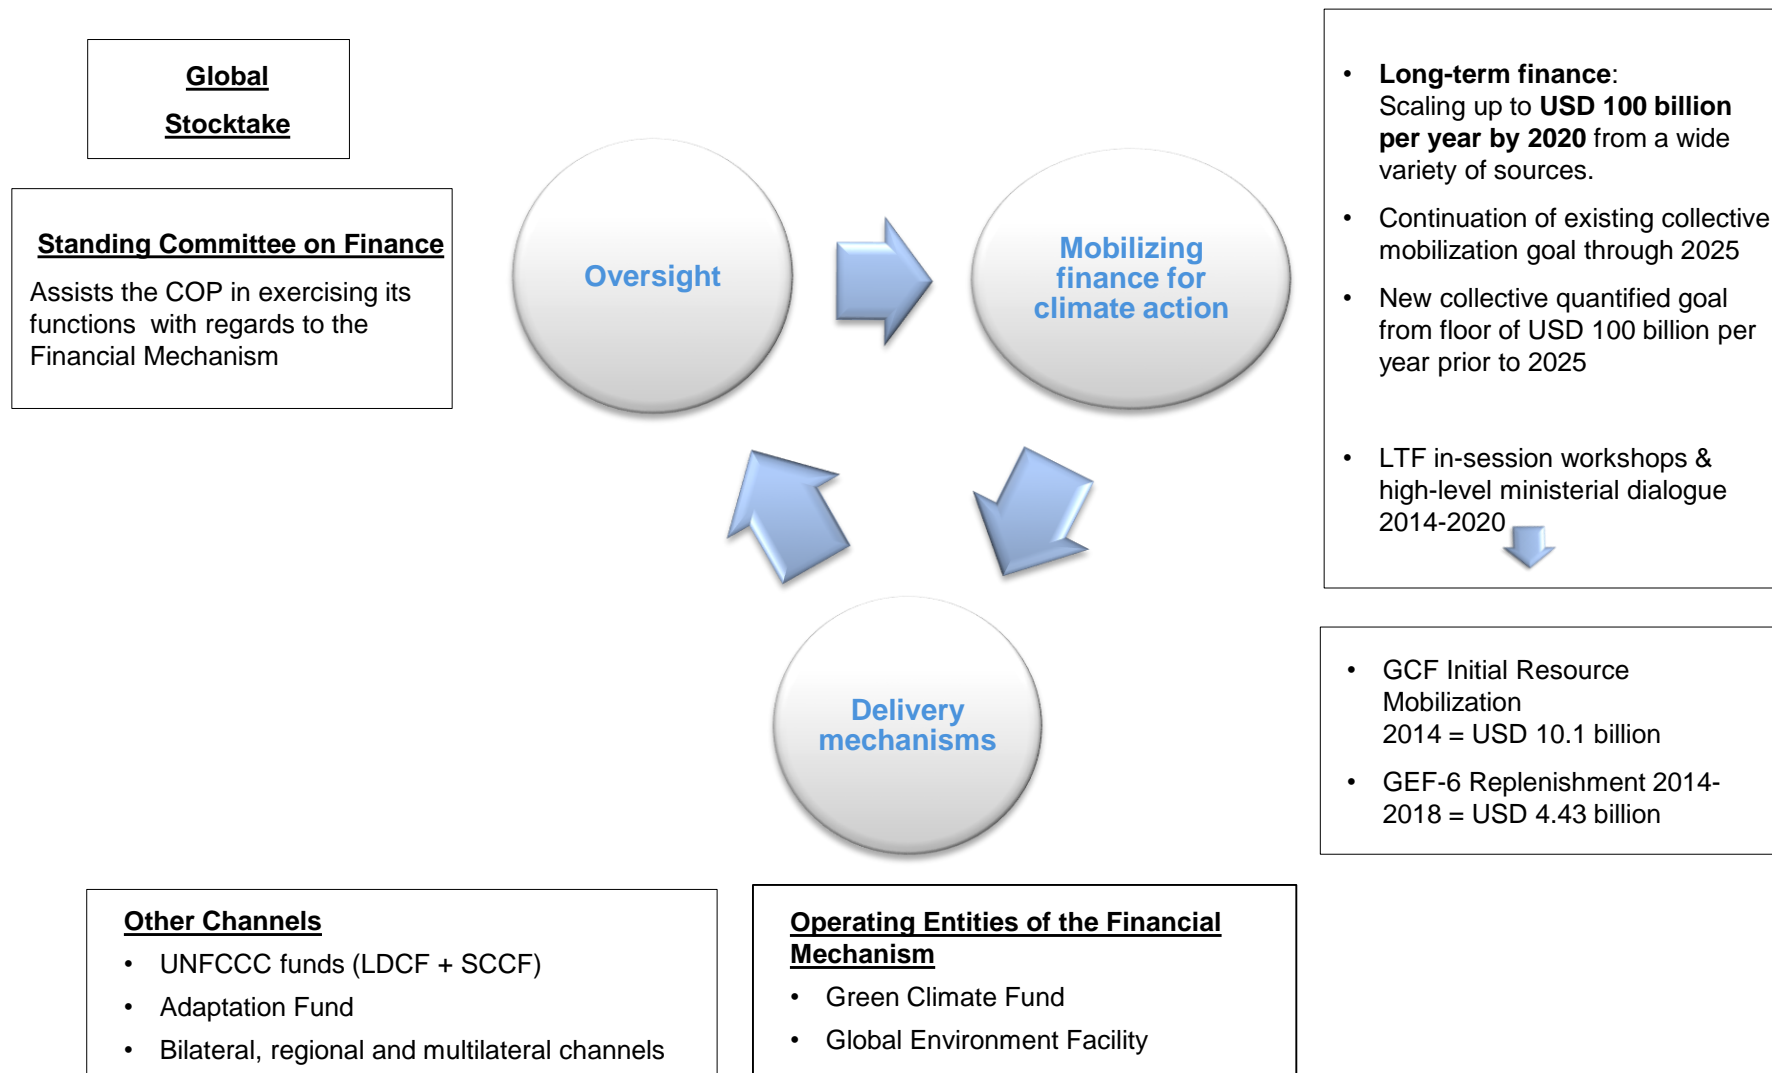 Global
Stocktake
Standing Committee on Finance
Assists the COP in exercising its
functions with regards to the
Financial Mechanism
Oversight
Mobilizing
finance for
climate action
Delivery
mechanisms
• Long-term finance:
Scaling up to USD 100 billion
per year by 2020 from a wide
variety of sources.
• Continuation of existing collective
mobilization goal through 2025
• New collective quantified goal
from floor of USD 100 billion per
year prior to 2025
• LTF in-session workshops &
high-level ministerial dialogue
2014-2020
• GCF Initial Resource
Mobilization
2014 = USD 10.1 billion
• GEF-6 Replenishment 2014-
2018 = USD 4.43 billion
Other Channels
• UNFCCC funds (LDCF + SCCF)
• Adaptation Fund
• Bilateral, regional and multilateral channels
Operating Entities of the Financial
Mechanism
• Green Climate Fund
• Global Environment Facility